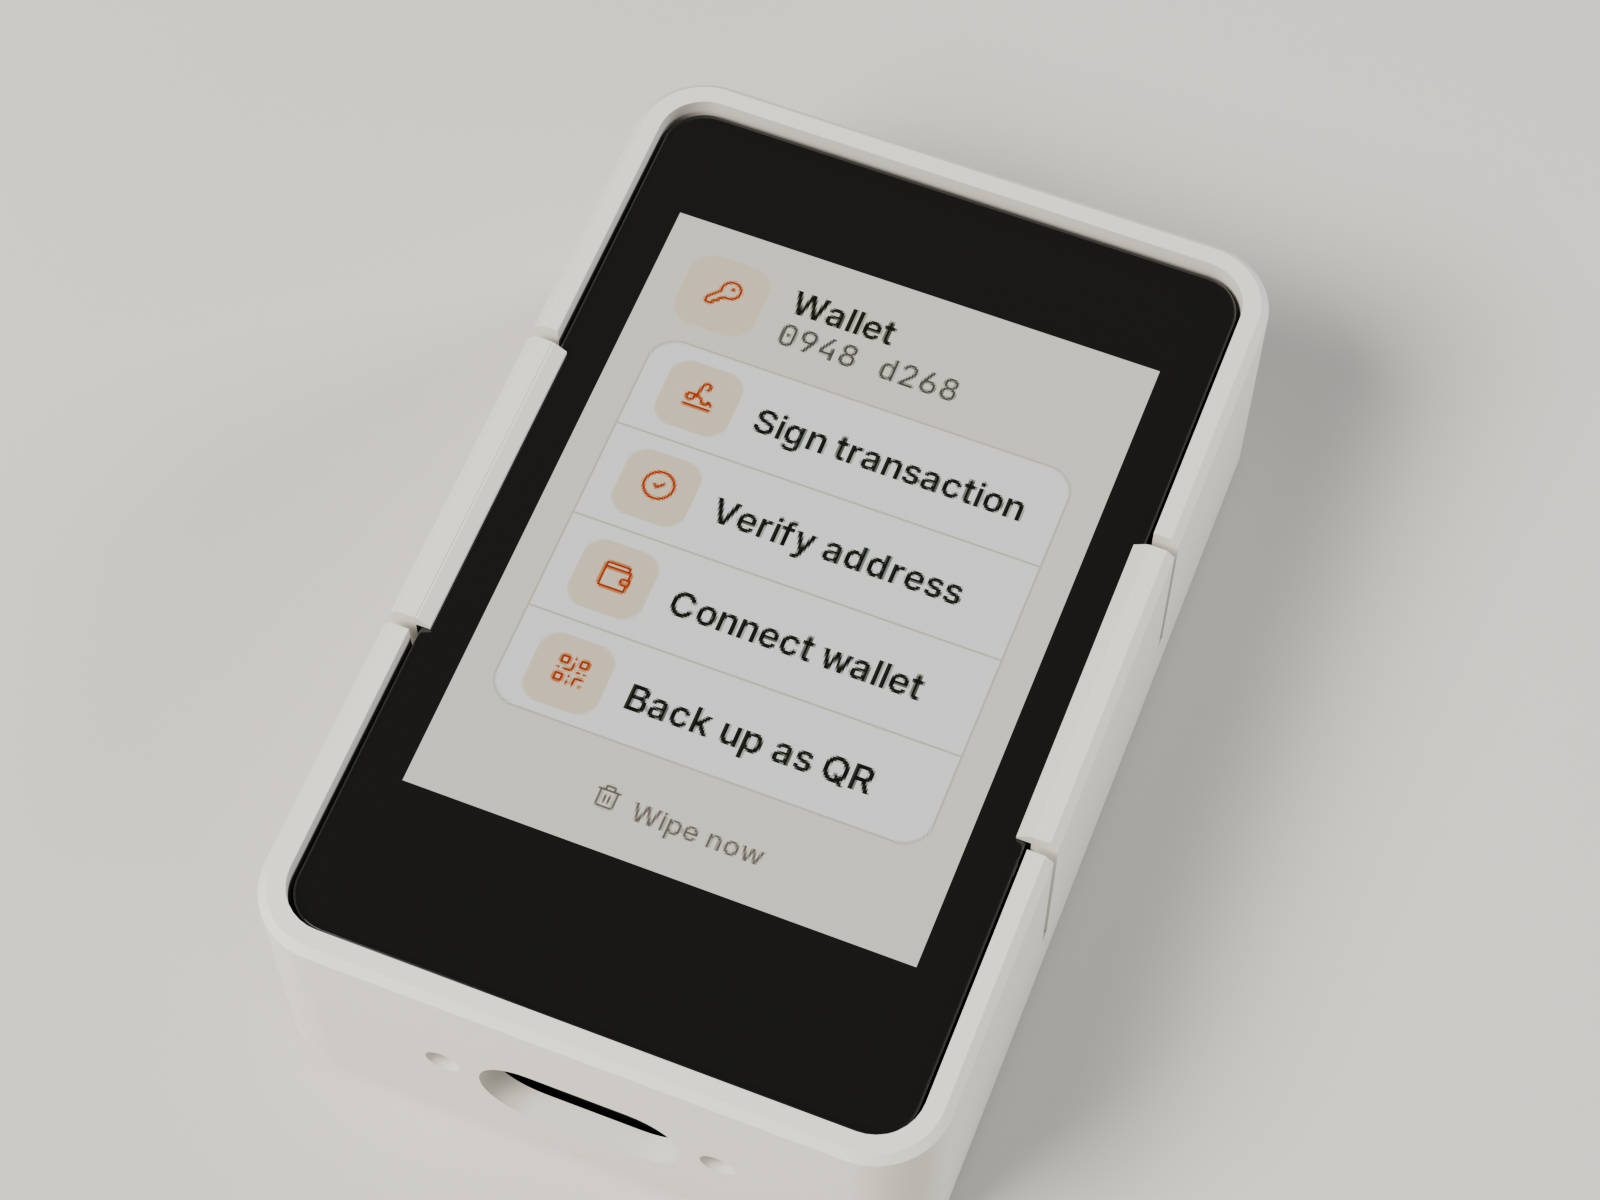 Wallet
0948 d268
Sign transaction
Verify address
Connect wallet
Back up as QR
Wipe now